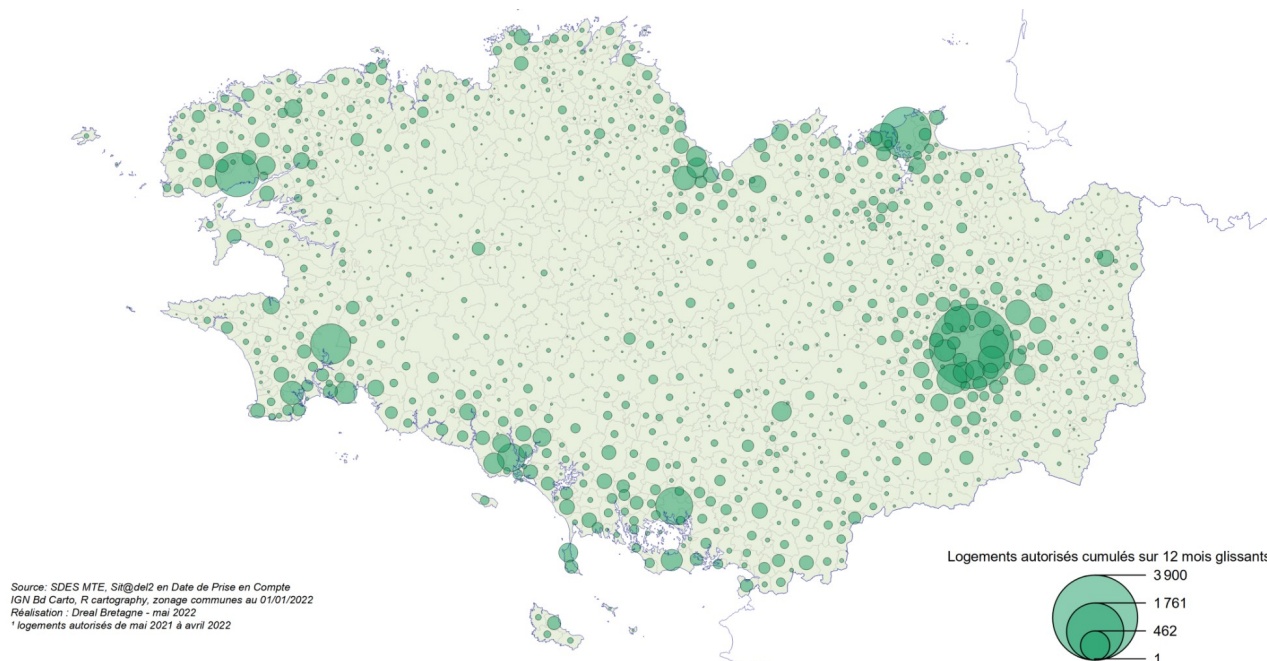 Logements autorisés cumulés sur 12 mois glissants
3 900
1 761
462
1
Source: SDES MTE, Sit@del2 en Date de Prise en Compte
IGN Bd Carto, R cartography, zonage communes au 01/01/2022
Réalisation : Dreal Bretagne - mai 2022
¹ logements autorisés de mai 2021 à avril 2022